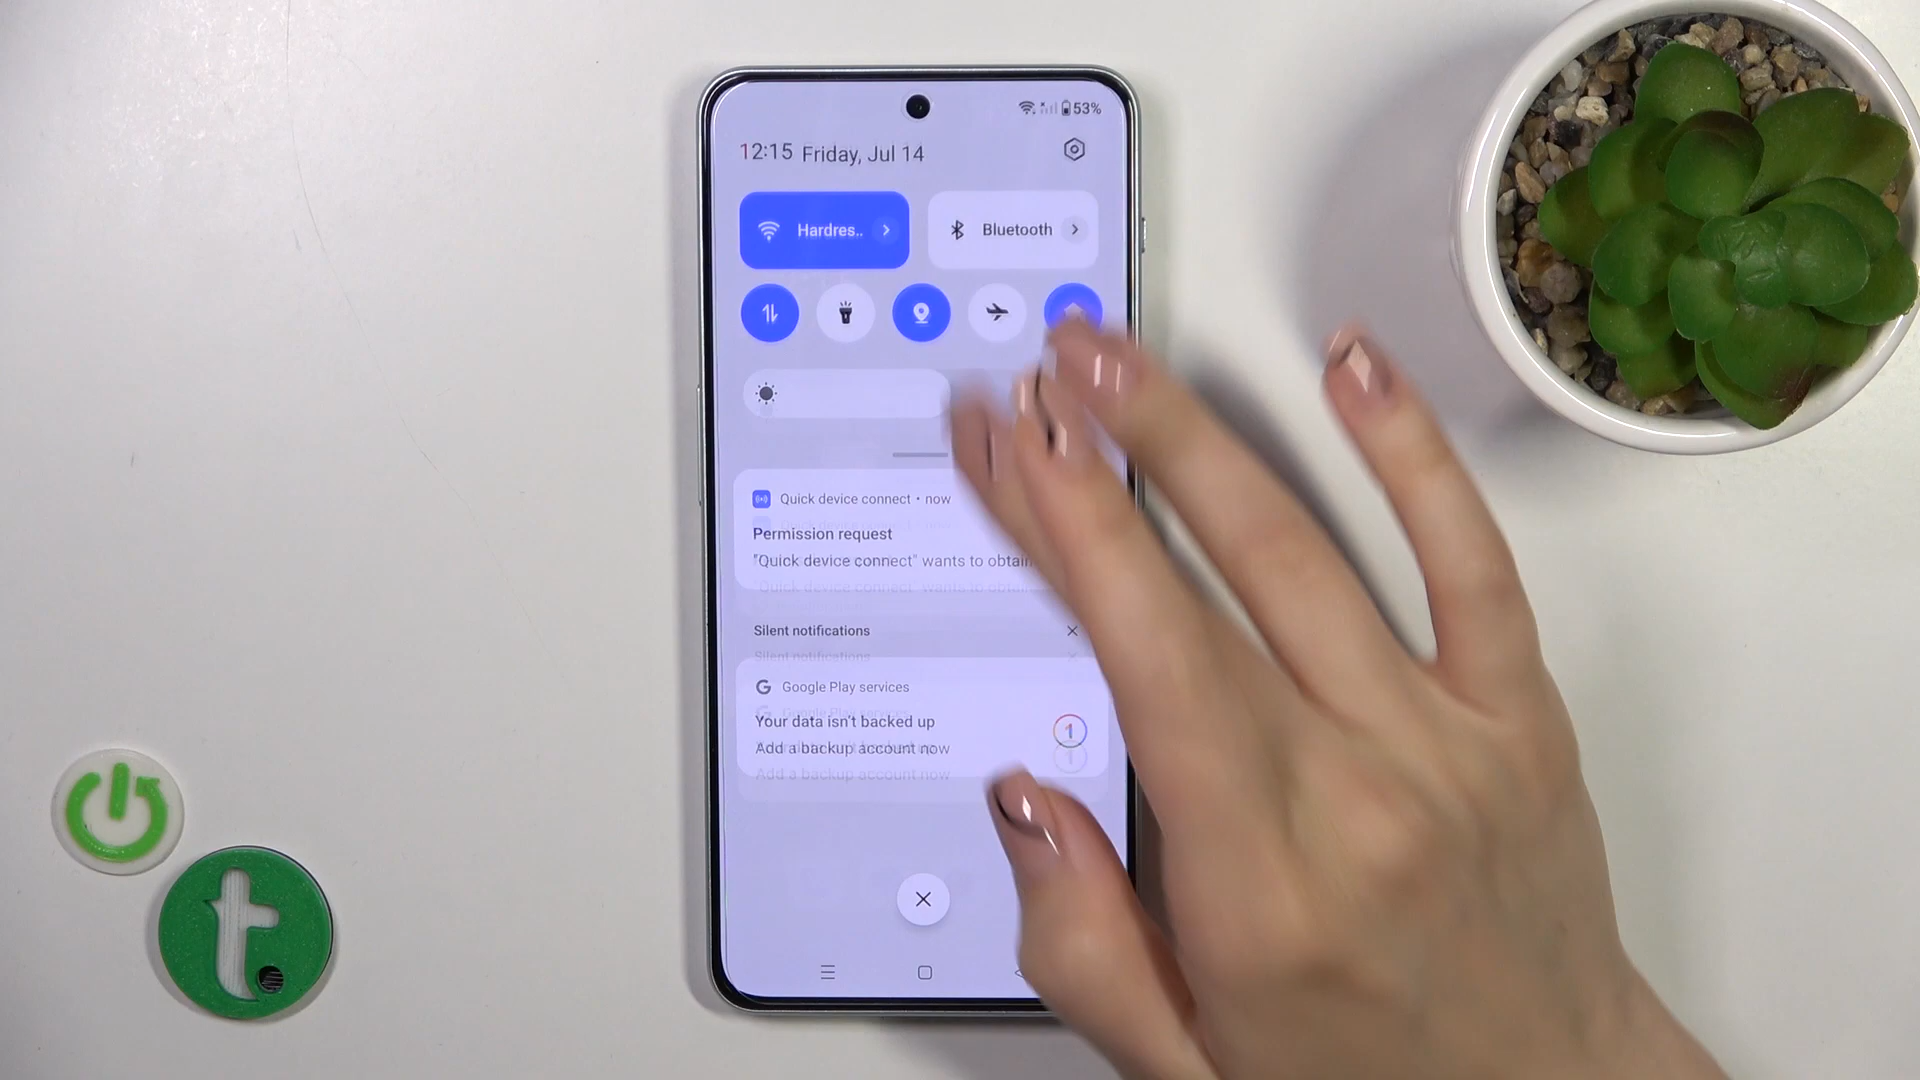 53%
12:15 Friday, Jul 14
Hardres..
Bluetooth
Quick device connect • now
Permission request
"Quick device connect" wants to obtain
Silent notifications
Google Play services
Your data isn't backed up
Add a backup account now
1
t.